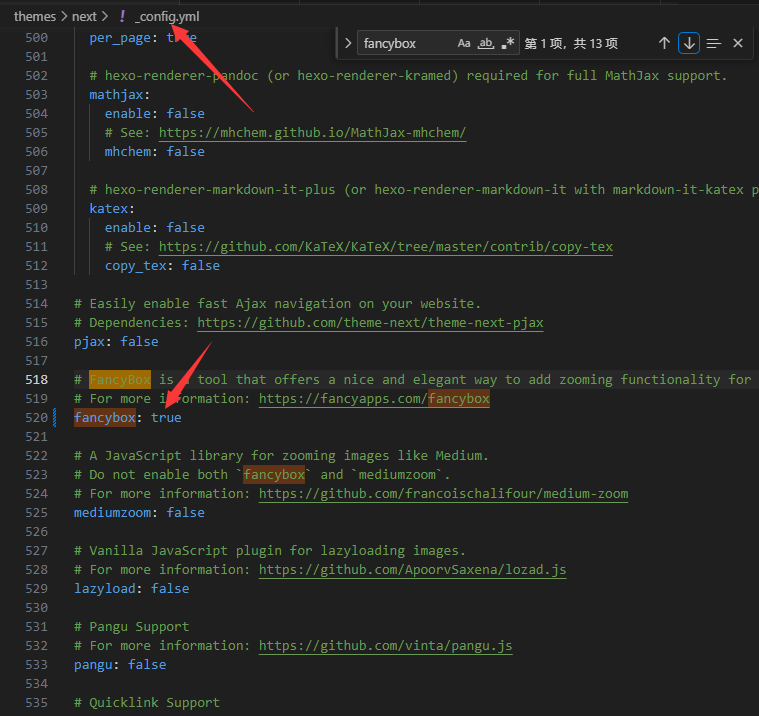 themes > next > ! _config.yml
fancybox Aa ab .* 第 1 项，共 13 项
500 per_page: true
501
502 # hexo-renderer-pandoc (or hexo-renderer-kramed) required for full MathJax support.
503 mathjax:
504 enable: false
505 # See: https://mhchem.github.io/MathJax-mhchem/
506 mhchem: false
507
508 # hexo-renderer-markdown-it-plus (or hexo-renderer-markdown-it with markdown-it-katex p
509 katex:
510 enable: false
511 # See: https://github.com/KaTeX/KaTeX/tree/master/contrib/copy-tex
512 copy_tex: false
513
514 # Easily enable fast Ajax navigation on your website.
515 # Dependencies: https://github.com/theme-next/theme-next-pjax
516 pjax: false
517
518 # FancyBox is a tool that offers a nice and elegant way to add zooming functionality for
519 # For more information: https://fancyapps.com/fancybox
520 fancybox: true
521
522 # A JavaScript library for zooming images like Medium.
523 # Do not enable both `fancybox` and `mediumzoom`.
524 # For more information: https://github.com/francoischalifour/medium-zoom
525 mediumzoom: false
526
527 # Vanilla JavaScript plugin for lazyloading images.
528 # For more information: https://github.com/ApoorvSaxena/lozad.js
529 lazyload: false
530
531 # Pangu Support
532 # For more information: https://github.com/vinta/pangu.js
533 pangu: false
534
535 # Quicklink Support